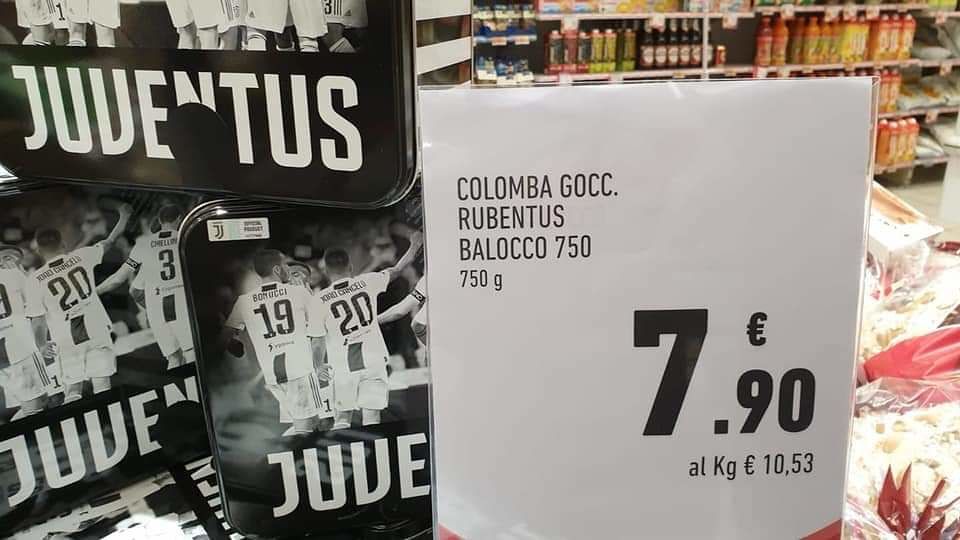 JUVENTUS
OFFICIAL
PRODUCT
JOAO CANCELO
20
CHIELLINI
3
JUVEN
BONUCCI
19
JOAO CANCELO
20
JUVE
COLOMBA GOCC.
RUBENTUS
BALOCCO 750
750 g
7.90 €
al Kg € 10,53